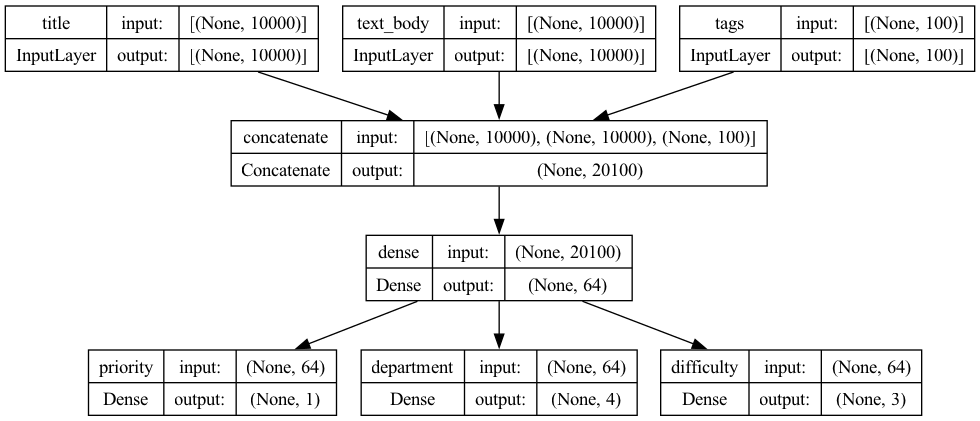 title input: [(None, 10000)]
InputLayer output: [(None, 10000)]
text_body input: [(None, 10000)]
InputLayer output: [(None, 10000)]
tags input: [(None, 100)]
InputLayer output: [(None, 100)]
concatenate input: [(None, 10000), (None, 10000), (None, 100)]
Concatenate output: (None, 20100)
dense input: (None, 20100)
Dense output: (None, 64)
priority input: (None, 64)
Dense output: (None, 1)
department input: (None, 64)
Dense output: (None, 4)
difficulty input: (None, 64)
Dense output: (None, 3)